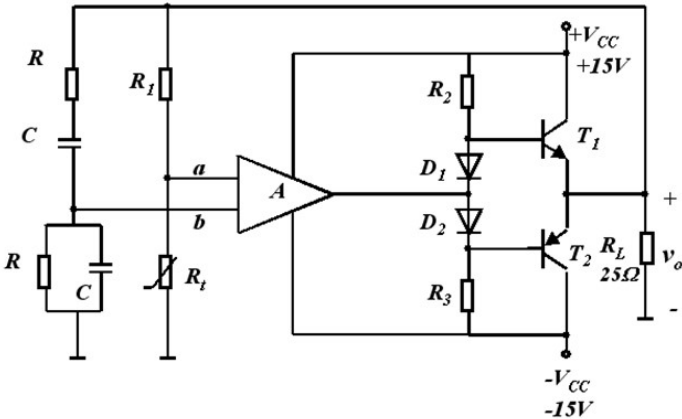 R
R1
C
a
b
A
R
C
Rt
R2
D1
D2
R3
+VCC
+15V
T1
T2
RL
25Ω
+
vo
-
-VCC
-15V